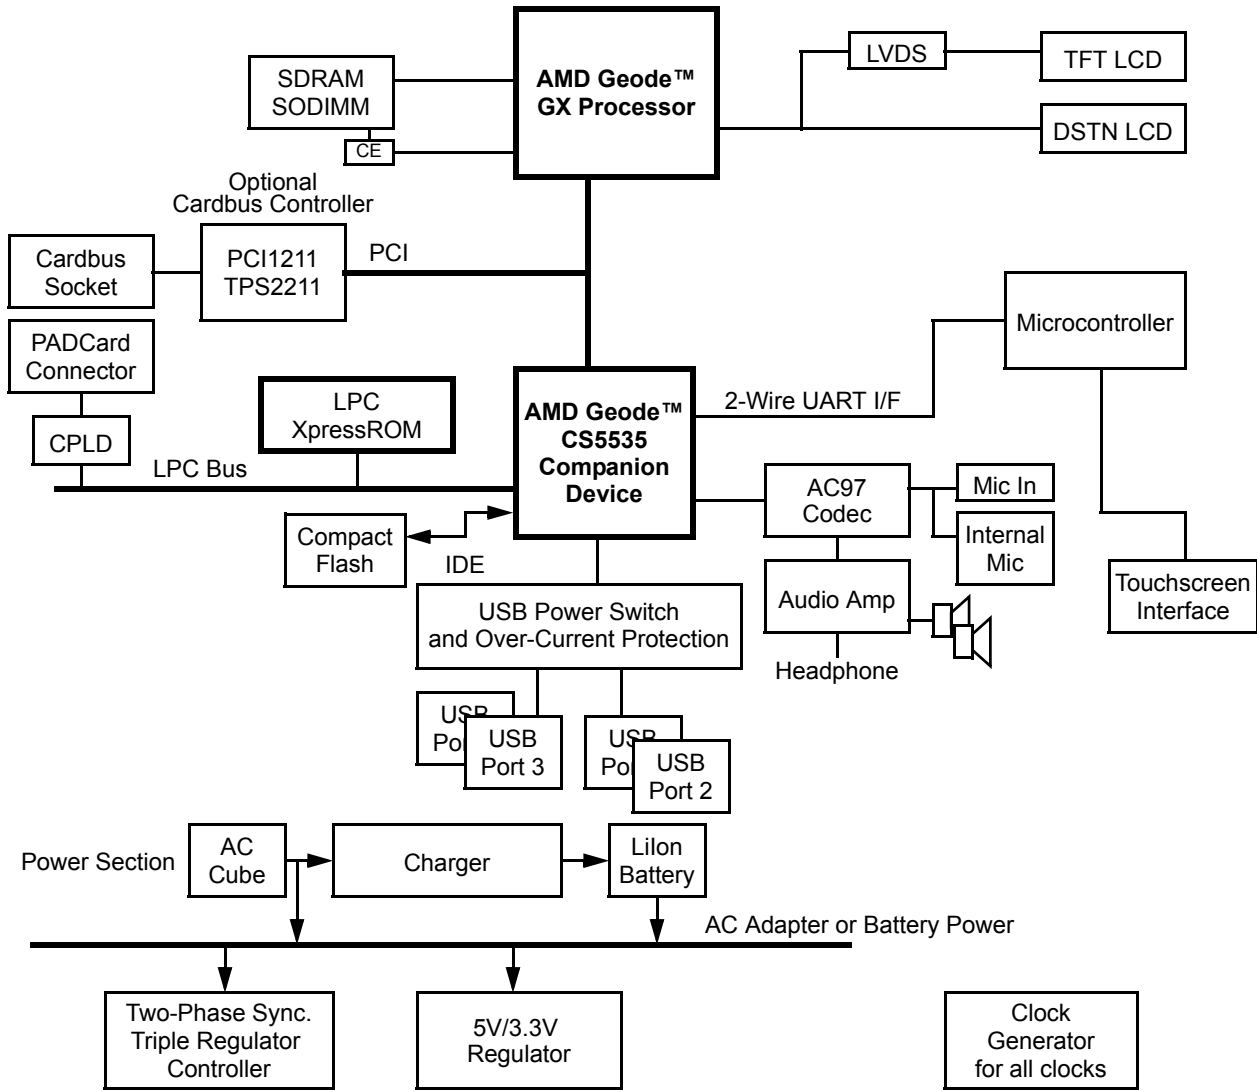 AMD Geode™
GX Processor
SDRAM
SODIMM
CE
LVDS
TFT LCD
DSTN LCD
Optional
Cardbus Controller
Cardbus
Socket
PCI1211
TPS2211
PCI
PADCard
Connector
CPLD
LPC Bus
LPC
XpressROM
AMD Geode™
CS5535
Companion
Device
2-Wire UART I/F
Microcontroller
Touchscreen
Interface
AC97
Codec
Mic In
Internal
Mic
Audio Amp
Headphone
Compact
Flash
IDE
USB Power Switch
and Over-Current Protection
USB
Por
USB
Port 3
USB
Por
USB
Port 2
Power Section
AC
Cube
Charger
LiIon
Battery
AC Adapter or Battery Power
Two-Phase Sync.
Triple Regulator
Controller
5V/3.3V
Regulator
Clock
Generator
for all clocks